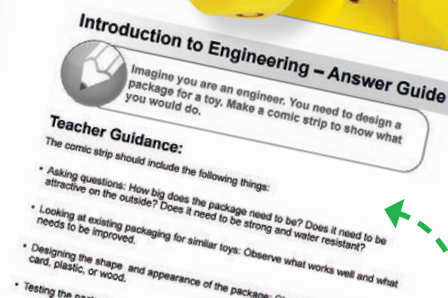 Introduction to Engineering – Answer Guide
Imagine you are an engineer. You need to design a
package for a toy. Make a comic strip to show what
you would do.
Teacher Guidance:
The comic strip should include the following things:
• Asking questions: How big does the package need to be? Does it need to be
attractive on the outside? Does it need to be strong and water resistant?
• Looking at existing packaging for similar toys: Observe what works well and what
needs to be improved.
• Designing the shape and appearance of the package:
card, plastic, or wood.
• Testing the